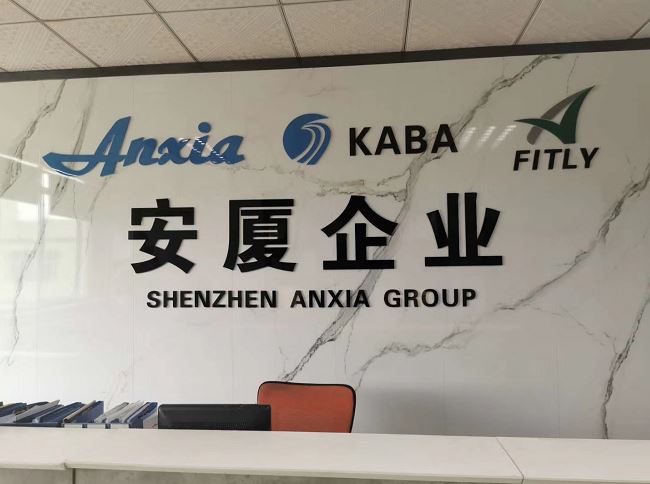 Anxia KABA FITLY
安厦企业
SHENZHEN ANXIA GROUP